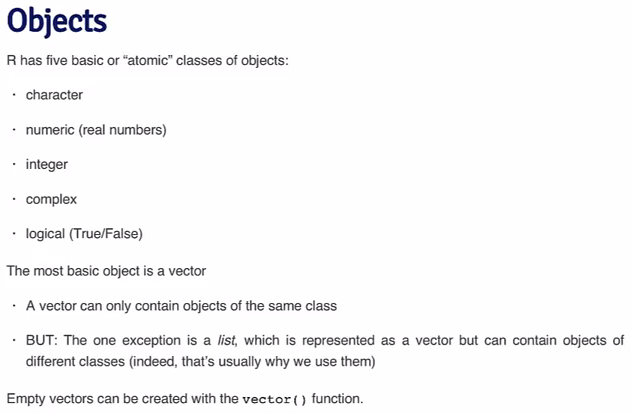 Objects
R has five basic or “atomic” classes of objects:
· character
· numeric (real numbers)
· integer
· complex
· logical (True/False)
The most basic object is a vector
· A vector can only contain objects of the same class
· BUT: The one exception is a list, which is represented as a vector but can contain objects of
different classes (indeed, that’s usually why we use them)
Empty vectors can be created with the vector() function.